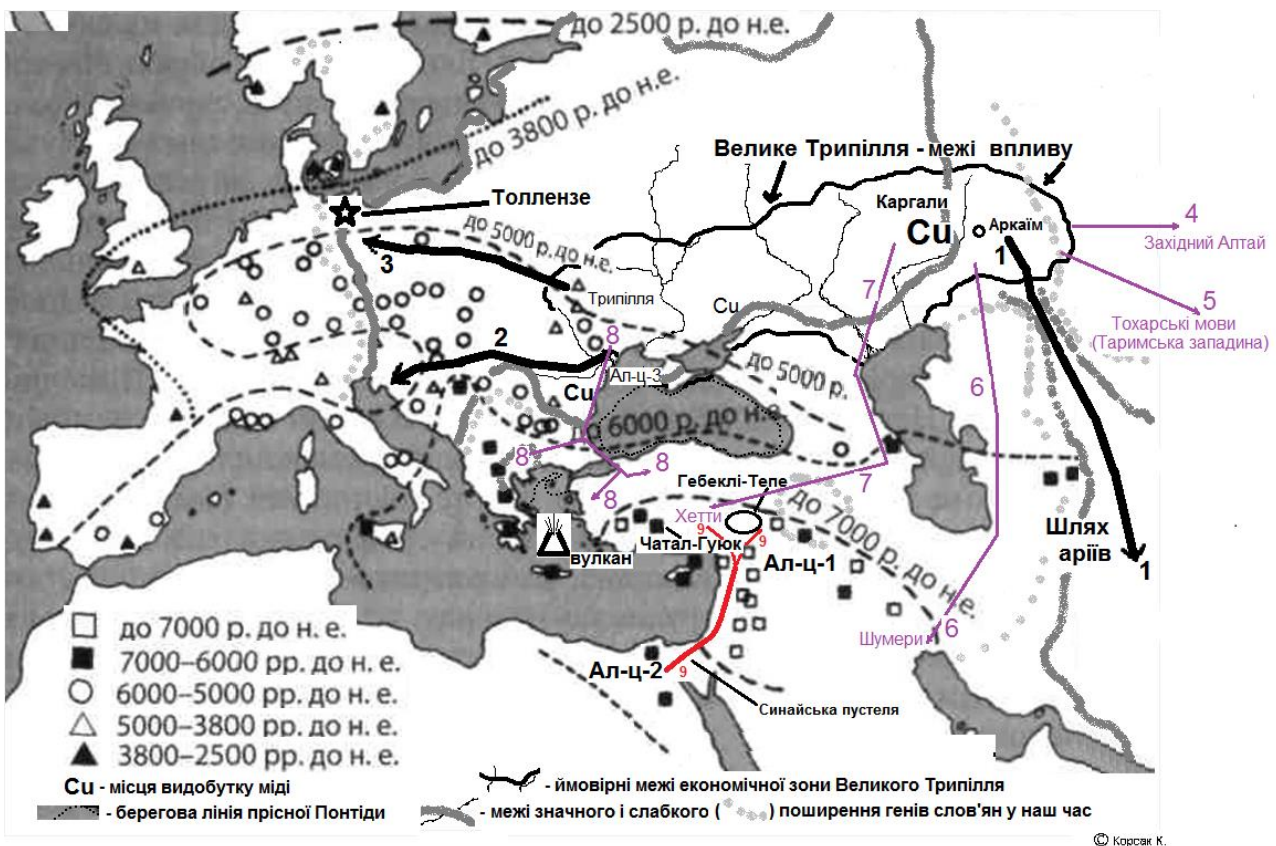 до 2500 р. до н.е.
до 3800 р. до н.е.
Велике Трипілля - межі впливу
Толлензе
Каргали
Cu
Аркаїм
1
4
Західний Алтай
до 5000 р. до н.е.
3
Трипілля
7
5
Тохарські мови
(Таримська западина)
Cu
2
8
Ал-ц-3
до 5000 р.
6
Cu
6000 р. до н.е.
8
8
8
Гебеклі-Тепе
7
до 7000 р. до н.е.
Хетти
9
9
Чатал-Гуюк
вулкан
Ал-ц-1
Шлях
аріїв
1
Шумери
6
Ал-ц-2
9
Синайська пустеля
до 7000 р. до н. е.
7000–6000 рр. до н. е.
6000–5000 рр. до н. е.
5000–3800 рр. до н. е.
3800–2500 рр. до н. е.
Cu - місця видобутку міді
- берегова лінія прісної Понтіди
- ймовірні межі економічної зони Великого Трипілля
- межі значного і слабкого ( ) поширення генів слов'ян у наш час
© Корсак К.